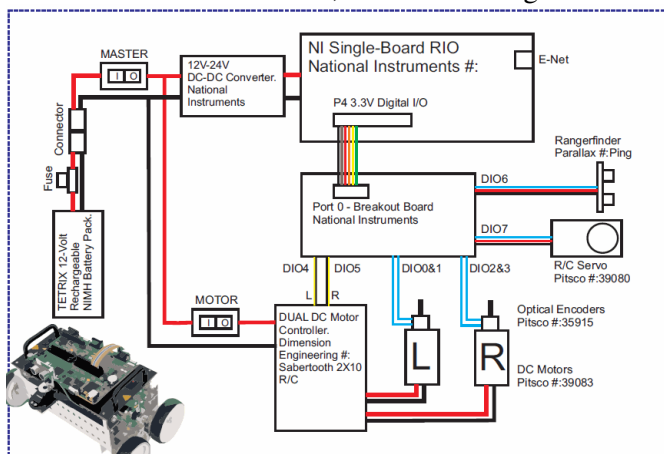 MASTER
I O
12V-24V
DC-DC Converter.
National
Instruments
NI Single-Board RIO
National Instruments #:
E-Net
P4 3.3V Digital I/O
Connector
Fuse
TETRIX 12-Volt
Rechargeable
NIMH Battery Pack.
Rangerfinder
Parallax #:Ping
DIO6
Port 0 - Breakout Board
National Instruments
DIO7
R/C Servo
Pitsco #:39080
DIO4
DIO5
DIO0&1
DIO2&3
L
R
MOTOR
I O
DUAL DC Motor
Controller.
Dimension
Engineering #:
Sabertooth 2X10
R/C
L
R
Optical Encoders
Pitsco #:35915
DC Motors
Pitsco #:39083